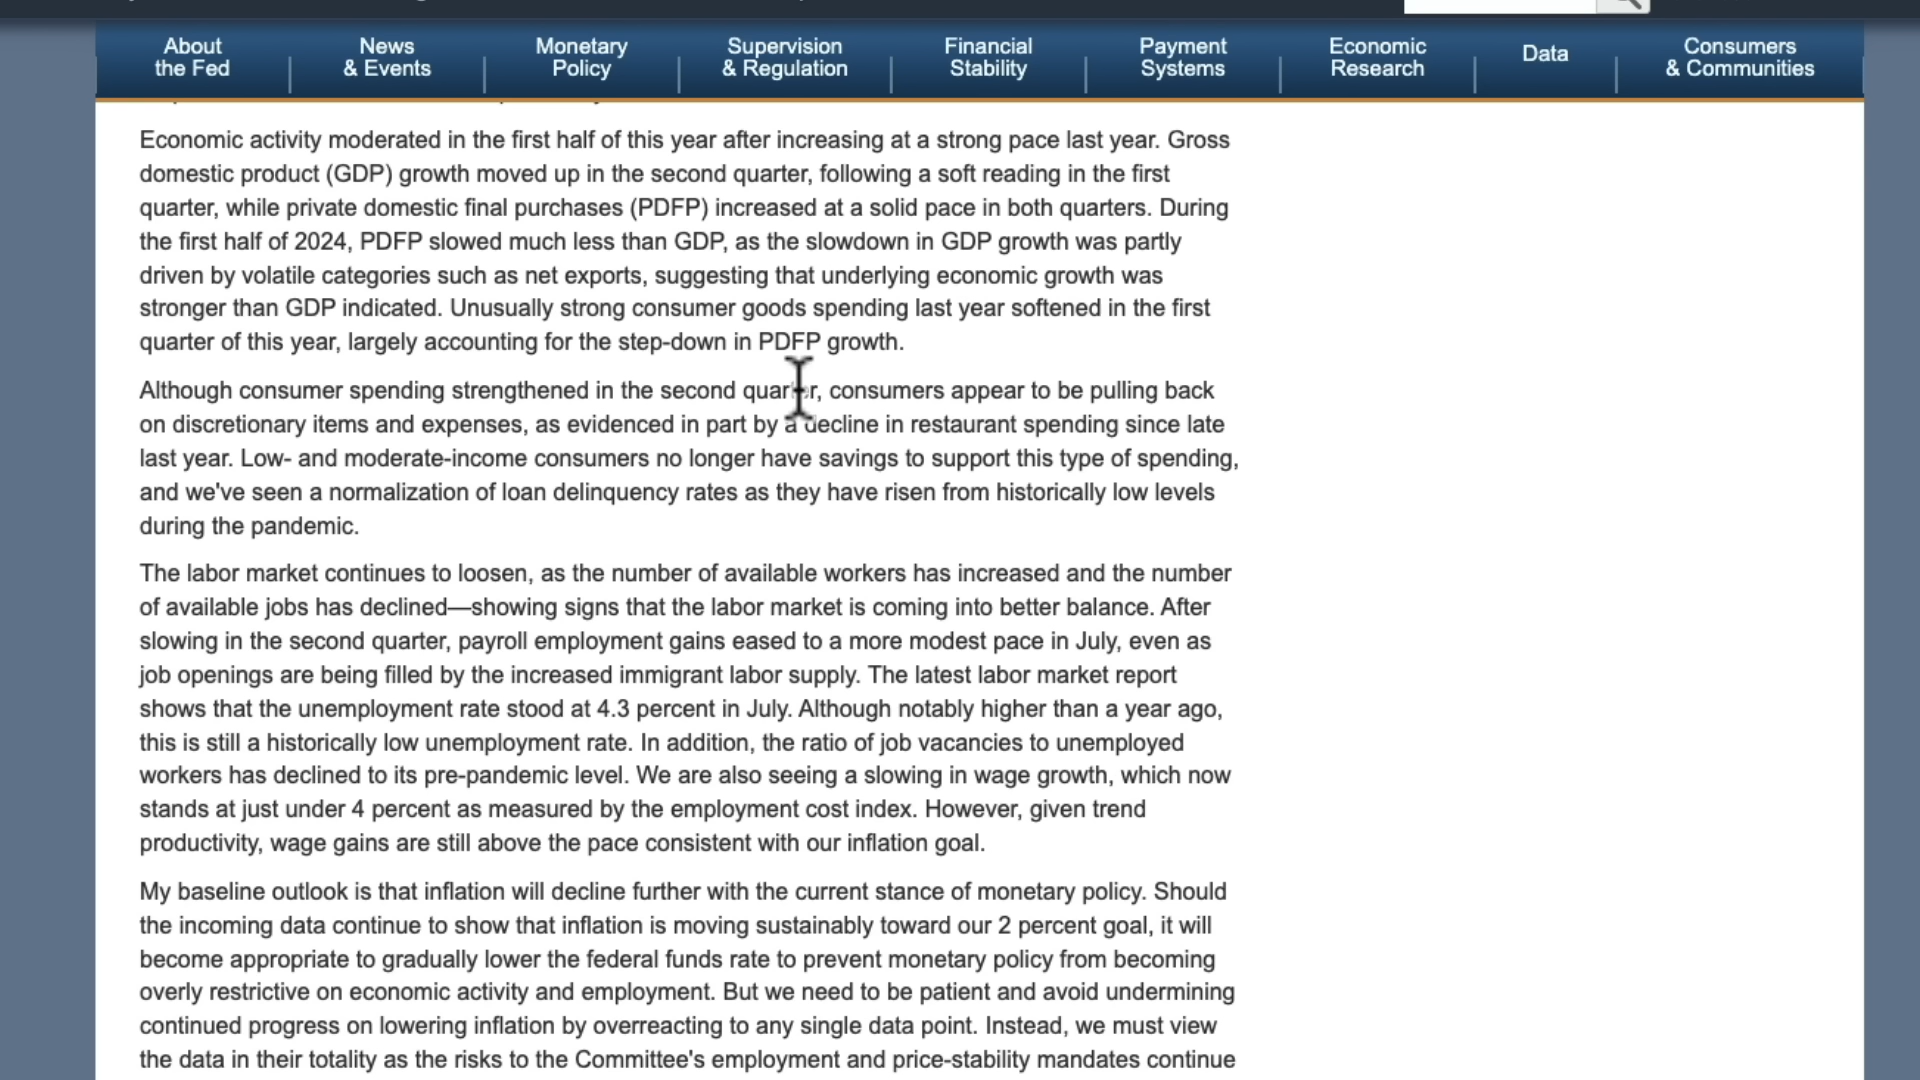 About
the Fed
News
& Events
Monetary
Policy
Supervision
& Regulation
Financial
Stability
Payment
Systems
Economic
Research
Data
Consumers
& Communities
Economic activity moderated in the first half of this year after increasing at a strong pace last year. Gross
domestic product (GDP) growth moved up in the second quarter, following a soft reading in the first
quarter, while private domestic final purchases (PDFP) increased at a solid pace in both quarters. During
the first half of 2024, PDFP slowed much less than GDP, as the slowdown in GDP growth was partly
driven by volatile categories such as net exports, suggesting that underlying economic growth was
stronger than GDP indicated. Unusually strong consumer goods spending last year softened in the first
quarter of this year, largely accounting for the step-down in PDFP growth.
Although consumer spending strengthened in the second quarter, consumers appear to be pulling back
on discretionary items and expenses, as evidenced in part by a decline in restaurant spending since late
last year. Low- and moderate-income consumers no longer have savings to support this type of spending,
and we've seen a normalization of loan delinquency rates as they have risen from historically low levels
during the pandemic.
The labor market continues to loosen, as the number of available workers has increased and the number
of available jobs has declined—showing signs that the labor market is coming into better balance. After
slowing in the second quarter, payroll employment gains eased to a more modest pace in July, even as
job openings are being filled by the increased immigrant labor supply. The latest labor market report
shows that the unemployment rate stood at 4.3 percent in July. Although notably higher than a year ago,
this is still a historically low unemployment rate. In addition, the ratio of job vacancies to unemployed
workers has declined to its pre-pandemic level. We are also seeing a slowing in wage growth, which now
stands at just under 4 percent as measured by the employment cost index. However, given trend
productivity, wage gains are still above the pace consistent with our inflation goal.
My baseline outlook is that inflation will decline further with the current stance of monetary policy. Should
the incoming data continue to show that inflation is moving sustainably toward our 2 percent goal, it will
become appropriate to gradually lower the federal funds rate to prevent monetary policy from becoming
overly restrictive on economic activity and employment. But we need to be patient and avoid undermining
continued progress on lowering inflation by overreacting to any single data point. Instead, we must view
the data in their totality as the risks to the Committee's employment and price-stability mandates continue